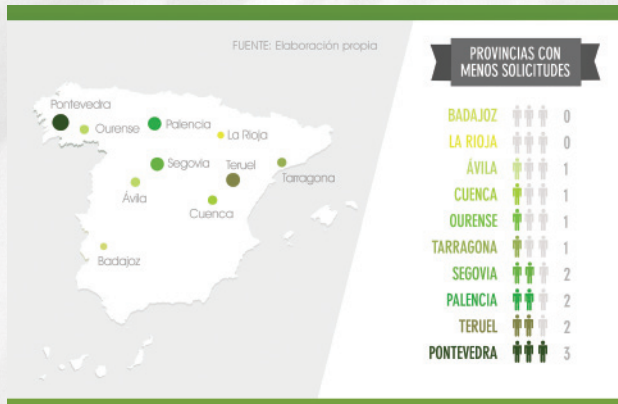 FUENTE: Elaboración propia
PROVINCIAS CON
MENOS SOLICITUDES
Pontevedra
Ourense
Palencia
La Rioja
Segovia
Teruel
Tarragona
Ávila
Cuenca
Badajoz
BADAJOZ 0
LA RIOJA 0
ÁVILA 1
CUENCA 1
OURENSE 1
TARRAGONA 1
SEGOVIA 2
PALENCIA 2
TERUEL 2
PONTEVEDRA 3